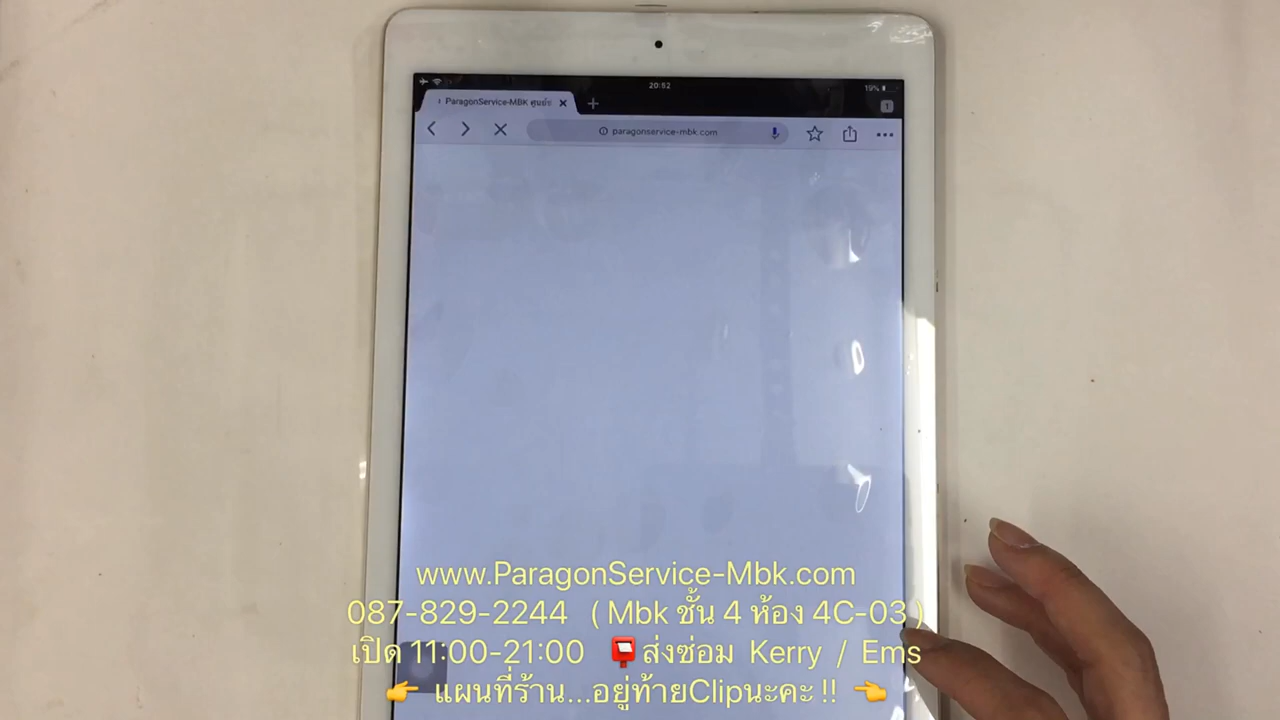 20:52
19%
ParagonService-MBK ศูนย์ซ
1
paragonservice-mbk.com
www.ParagonService-Mbk.com
087-829-2244 ( Mbk ชั้น 4 ห้อง 4C-03 )
เปิด 11:00-21:00 📮ส่งซ่อม Kerry / Ems
👉 แผนที่ร้าน...อยู่ท้ายClipนะคะ !! 👈